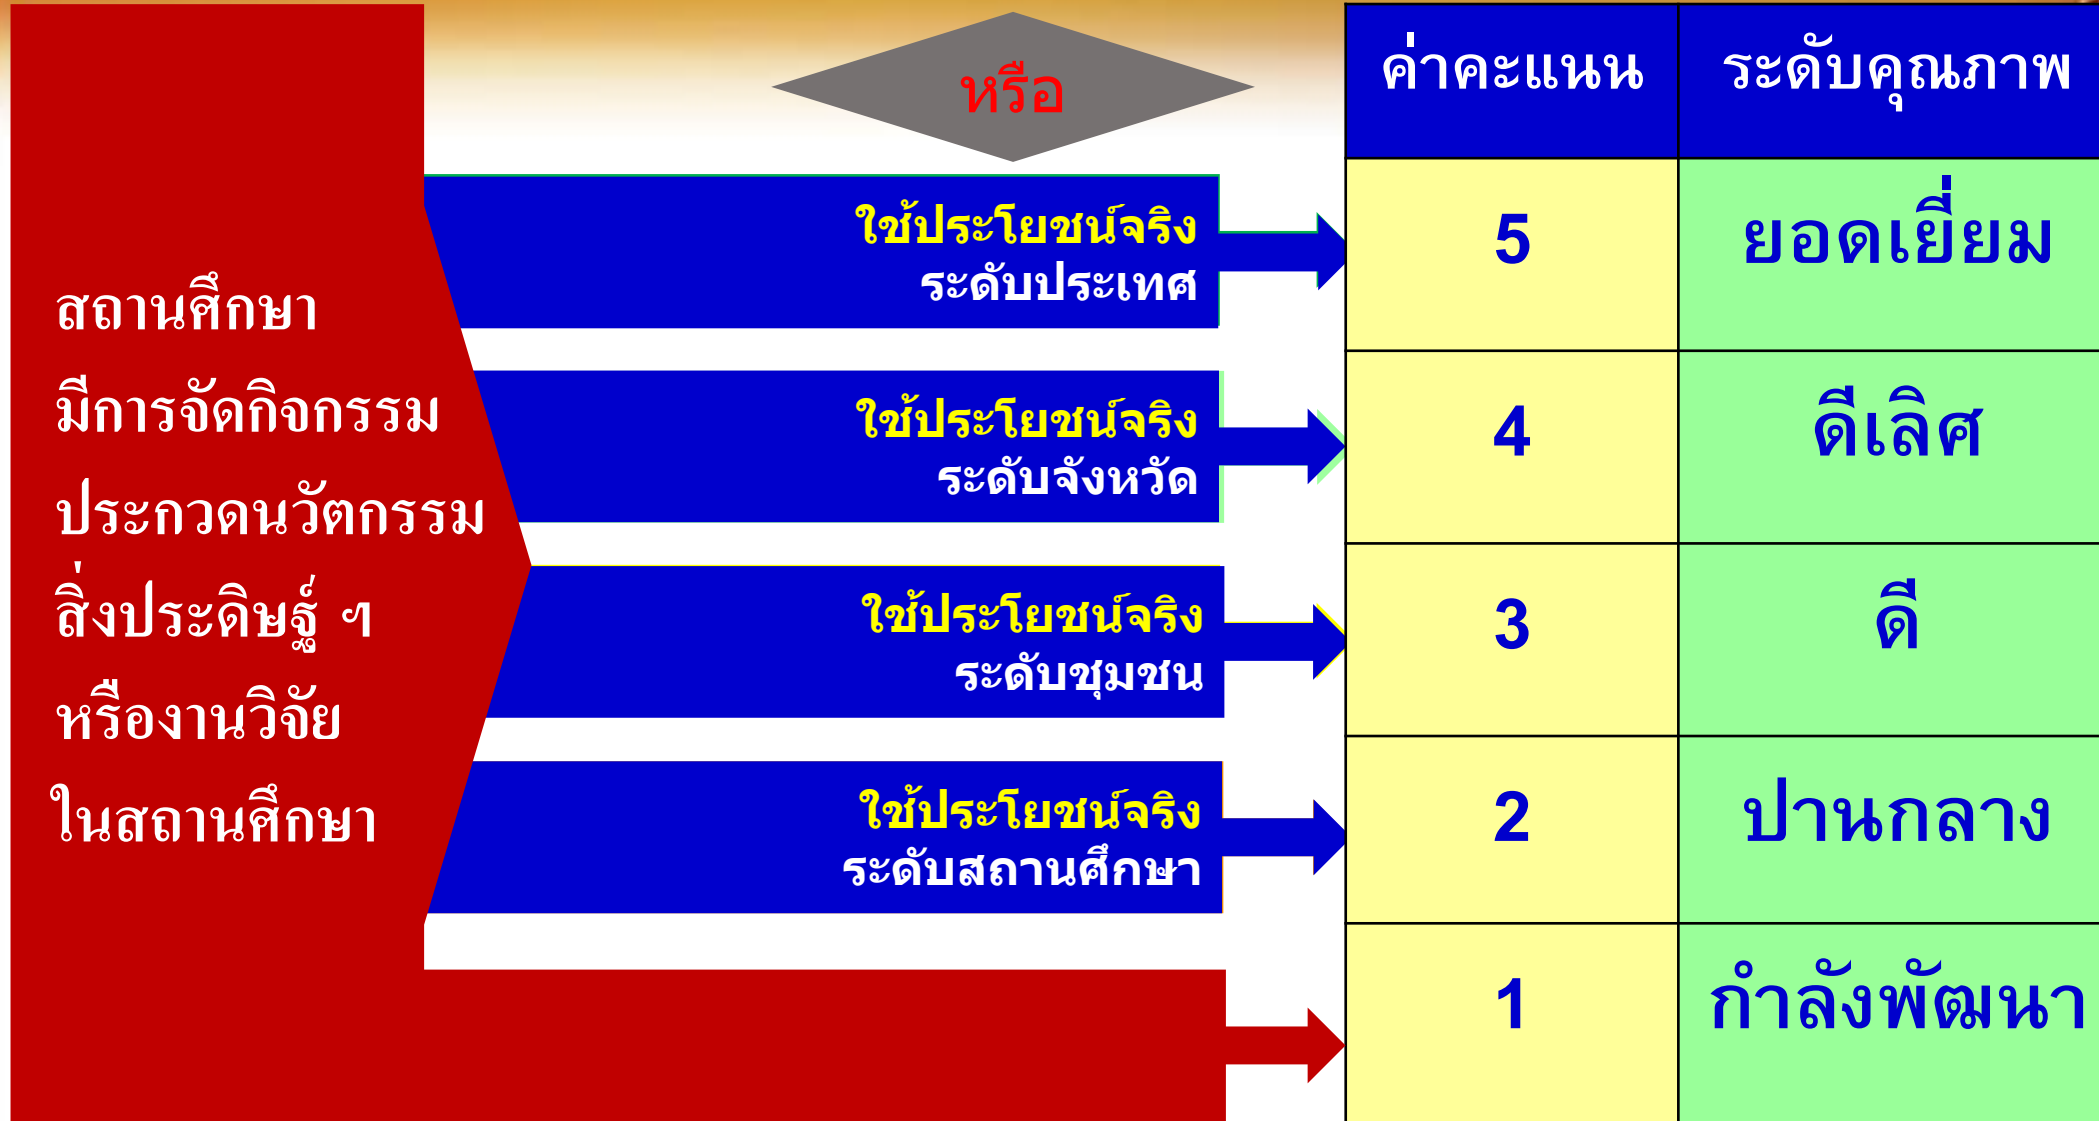 สถานศึกษา
มีการจัดกิจกรรม
ประกวดนวัตกรรม
สิ่งประดิษฐ์ ฯ
หรืองานวิจัย
ในสถานศึกษา
หรือ
ใช้ประโยชน์จริง
ระดับประเทศ
ใช้ประโยชน์จริง
ระดับจังหวัด
ใช้ประโยชน์จริง
ระดับชุมชน
ใช้ประโยชน์จริง
ระดับสถานศึกษา
ค่าคะแนน ระดับคุณภาพ
5 ยอดเยี่ยม
4 ดีเลิศ
3 ดี
2 ปานกลาง
1 กำลังพัฒนา